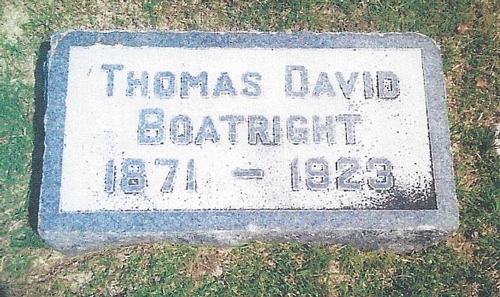 THOMAS DAVID
BOATRIGHT
1871 – 1923